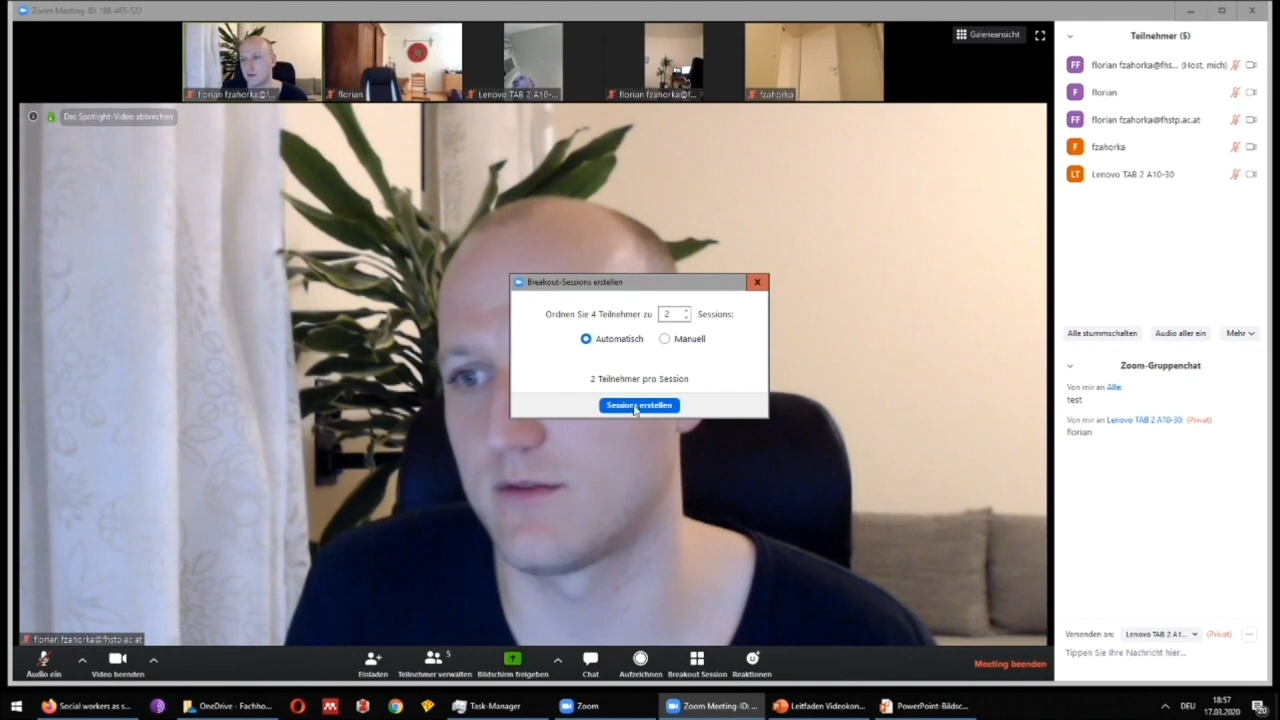 Zoom Meeting-ID: 188-465-522
florian fzahorka@f...
florian
Lenovo TAB 2 A10-...
florian fzahorka@f...
fzahorka
Galerieansicht
Das Spotlight-Video abbrechen
Teilnehmer (5)
FF florian fzahorka@fhs... (Host, mich)
F florian
FF florian fzahorka@fhstp.ac.at
F fzahorka
LT Lenovo TAB 2 A10-30
Breakout-Sessions erstellen
Ordnen Sie 4 Teilnehmer zu 2 Sessions:
Automatisch Manuell
2 Teilnehmer pro Session
Sessions erstellen
Alle stummschalten Audio aller ein Mehr
Zoom-Gruppenchat
Von mir an Alle:
test
Von mir an Lenovo TAB 2 A10-30: (Privat)
florian
Versenden an: Lenovo TAB 2 A1... (Privat) ...
Tippen Sie Ihre Nachricht hier...
florian fzahorka@fhstp.ac.at
5
Audio ein Video beenden Einladen Teilnehmer verwalten Bildschirm freigeben Chat Aufzeichnen Breakout Session Reaktionen Meeting beenden
Social workers as s... OneDrive - Fachho... Task-Manager Zoom Zoom Meeting-ID: ... Leitfaden Videokon... PowerPoint-Bildsc... DEU 18:57
17.03.2020 20